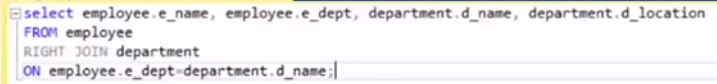 select employee.e_name, employee.e_dept, department.d_name, department.d_location
FROM employee
RIGHT JOIN department
ON employee.e_dept=department.d_name;